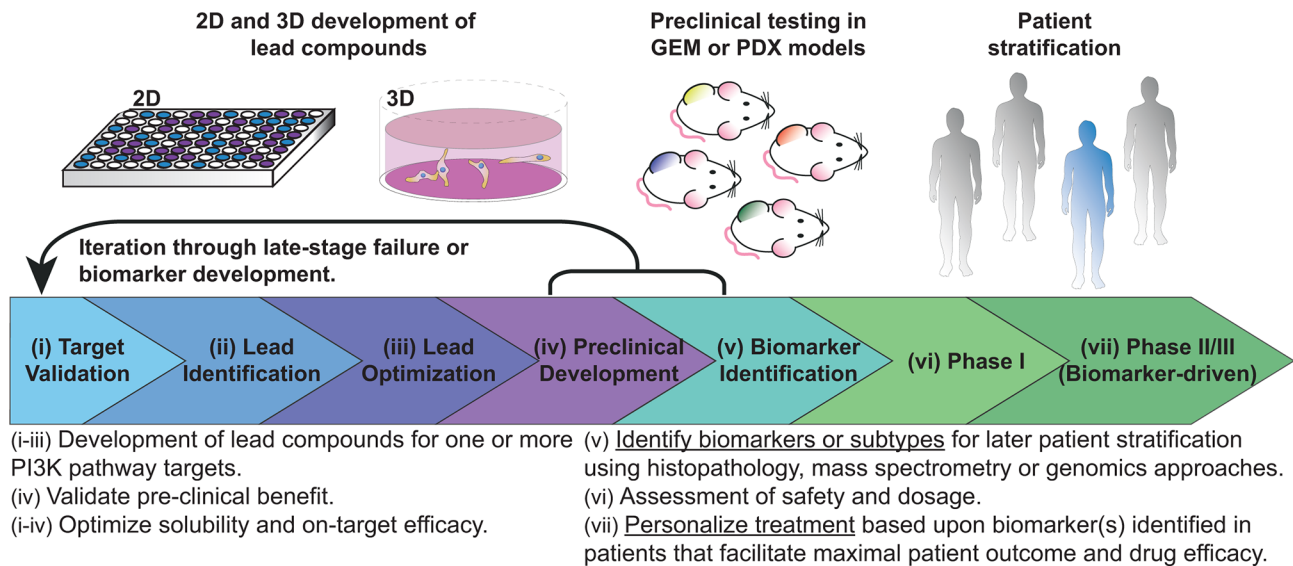 2D and 3D development of
lead compounds
Preclinical testing in
GEM or PDX models
Patient
stratification
2D
3D
Iteration through late-stage failure or
biomarker development.
(i) Target
Validation
(ii) Lead
Identification
(iii) Lead
Optimization
(iv) Preclinical
Development
(v) Biomarker
Identification
(vi) Phase I
(vii) Phase II/III
(Biomarker-driven)
(i-iii) Development of lead compounds for one or more
PI3K pathway targets.
(iv) Validate pre-clinical benefit.
(i-iv) Optimize solubility and on-target efficacy.
(v) Identify biomarkers or subtypes for later patient stratification
using histopathology, mass spectrometry or genomics approaches.
(vi) Assessment of safety and dosage.
(vii) Personalize treatment based upon biomarker(s) identified in
patients that facilitate maximal patient outcome and drug efficacy.